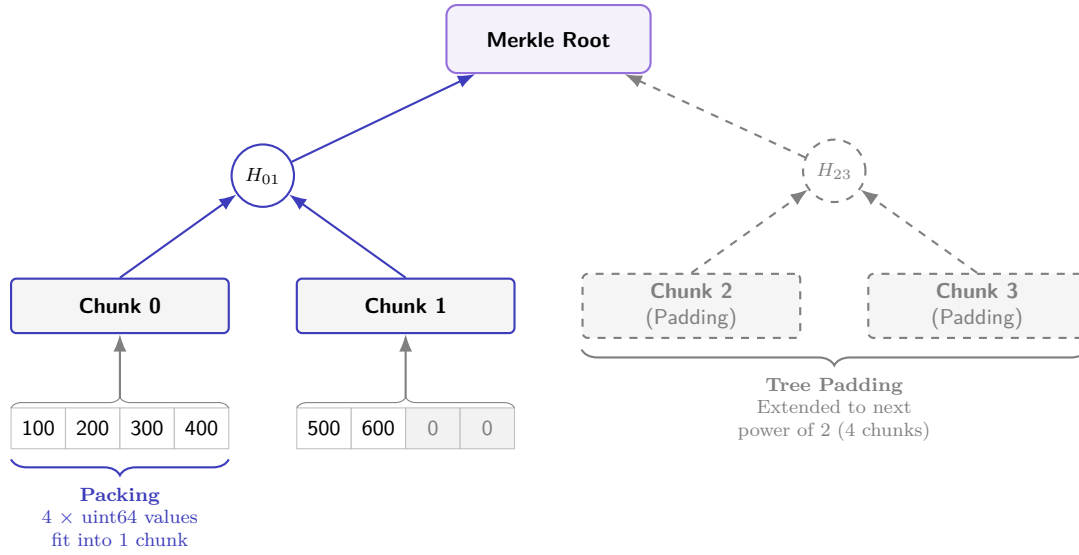 Merkle Root
H01
H23
Chunk 0
Chunk 1
Chunk 2
(Padding)
Chunk 3
(Padding)
100 200 300 400
500 600 0 0
Tree Padding
Extended to next
power of 2 (4 chunks)
Packing
4 × uint64 values
fit into 1 chunk